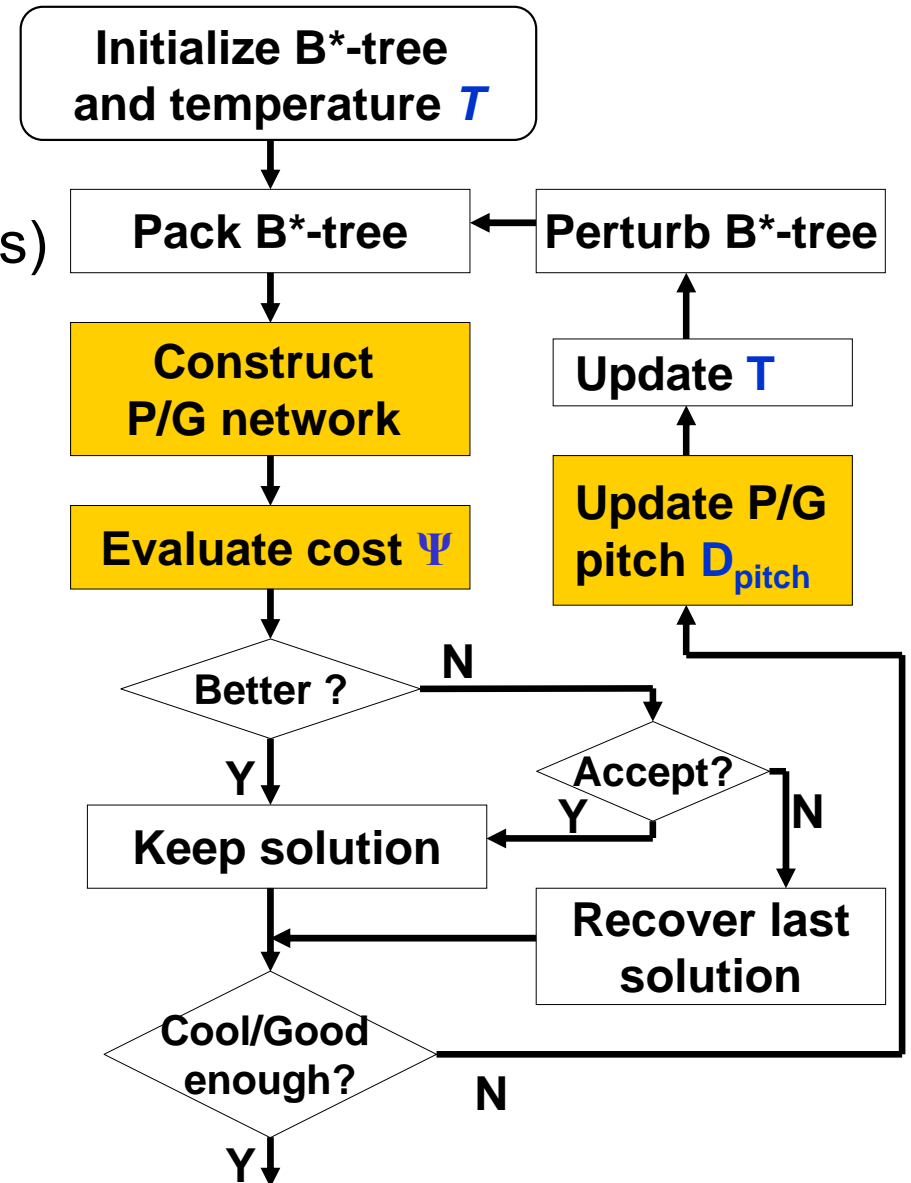 Initialize B*-tree
and temperature T
s)
Pack B*-tree
Perturb B*-tree
Construct
P/G network
Update T
Evaluate cost Ψ
Update P/G
pitch Dpitch
Better ?
N
Y
Accept?
Y
N
Keep solution
Recover last
solution
Cool/Good
enough?
N
Y